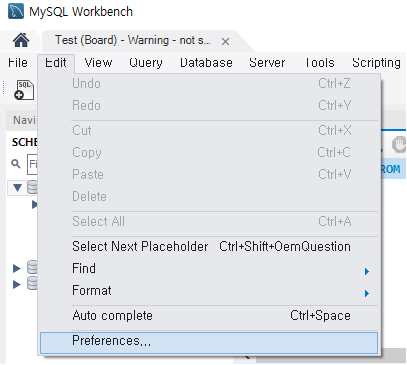 MySQL Workbench
Test (Board) - Warning - not s... ×
File Edit View Query Database Server Tools Scripting
SQL
Undo Ctrl+Z
Redo Ctrl+Y
Navi
Cut Ctrl+X
SCHE
Copy Ctrl+C
Fi
ROM
Paste Ctrl+V
Delete
Select All Ctrl+A
Select Next Placeholder Ctrl+Shift+OemQuestion
Find
Format
Auto complete Ctrl+Space
Preferences...